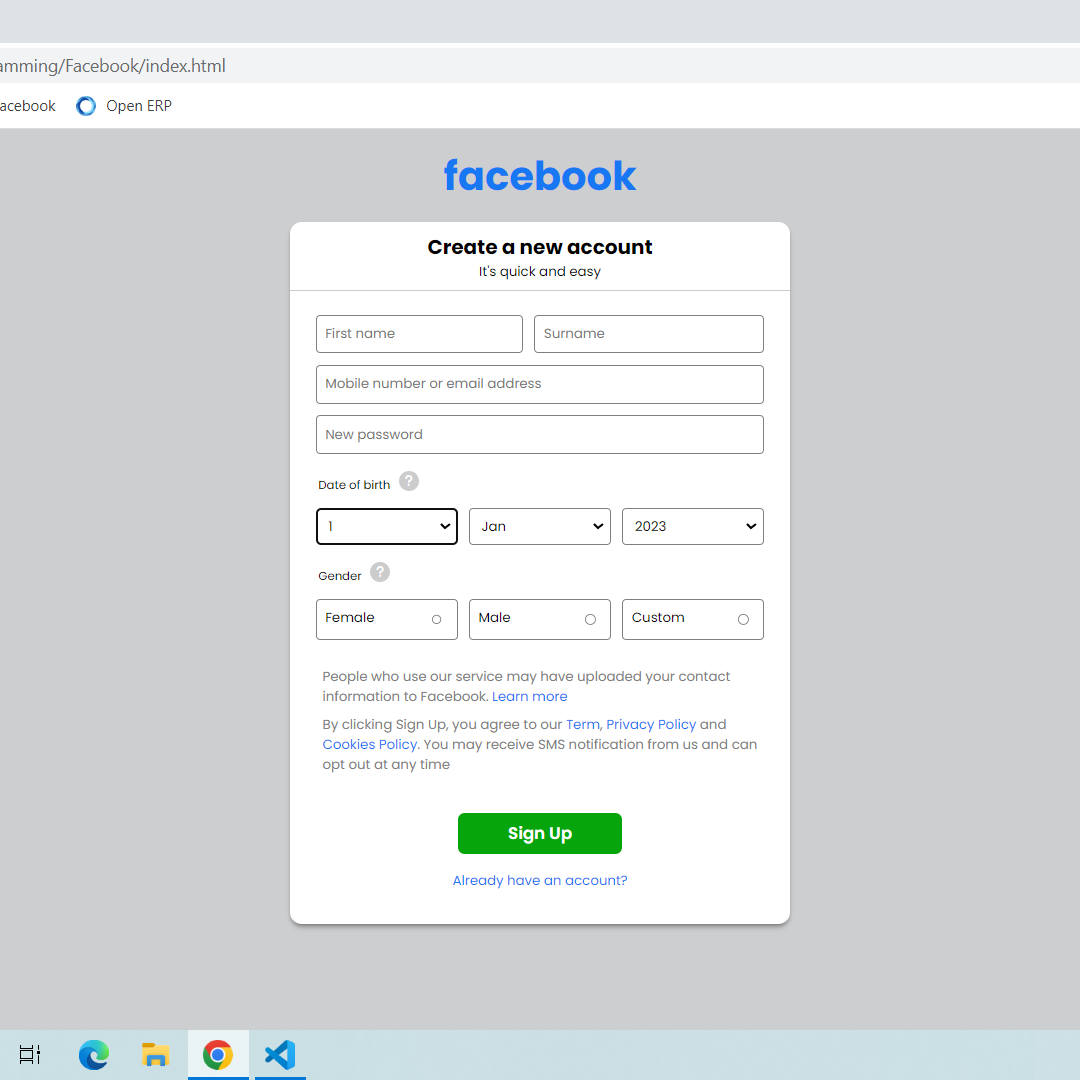 amming/Facebook/index.html
acebook Open ERP
facebook
Create a new account
It's quick and easy
First name Surname
Mobile number or email address
New password
Date of birth ?
1 Jan 2023
Gender ?
Female Male Custom
People who use our service may have uploaded your contact
information to Facebook. Learn more
By clicking Sign Up, you agree to our Term, Privacy Policy and
Cookies Policy. You may receive SMS notification from us and can
opt out at any time
Sign Up
Already have an account?